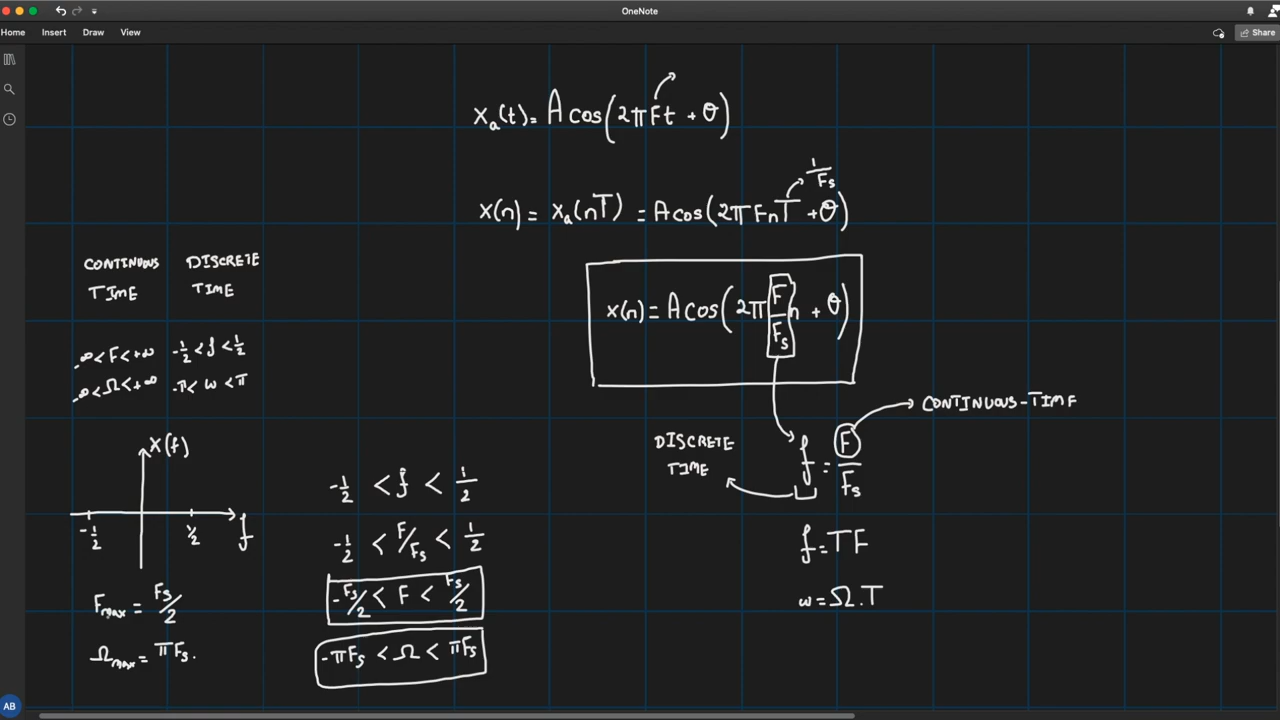 OneNote
Home Insert Draw View
Share
xₐ(t) = A cos(2πFt + θ)
1/Fs
x(n) = xₐ(nT) = A cos(2πFnT + θ)
x(n) = A cos(2π F/Fs n + θ)
CONTINUOUS TIME
DISCRETE TIME
-∞ < F < +∞
-1/2 < f < 1/2
-∞ < Ω < +∞
-π < w < π
X(f)
-1/2
1/2
f
Fmax = Fs/2
Ωmax = πFs.
-1/2 < f < 1/2
-1/2 < F/Fs < 1/2
-Fs/2 < F < Fs/2
-πFs < Ω < πFs
CONTINUOUS-TIME
DISCRETE
TIME
f = F/Fs
f = TF
w = Ω.T
AB